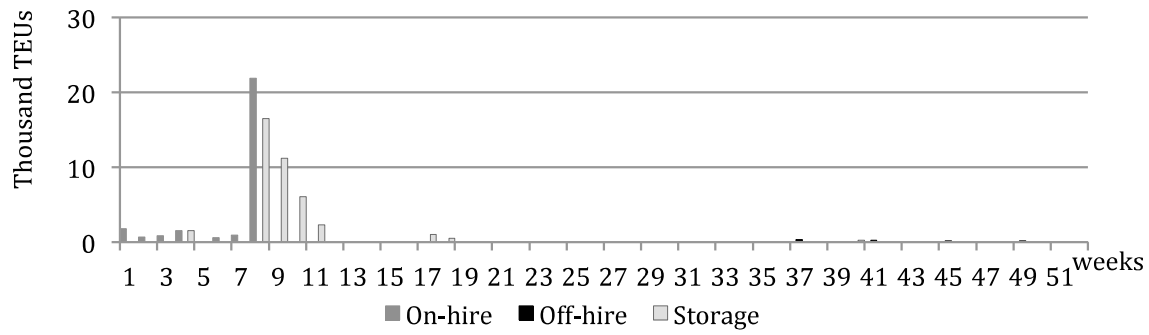 Thousand TEUs
30
20
10
0
1 3 5 7 9 11 13 15 17 19 21 23 25 27 29 31 33 35 37 39 41 43 45 47 49 51 weeks
On-hire Off-hire Storage